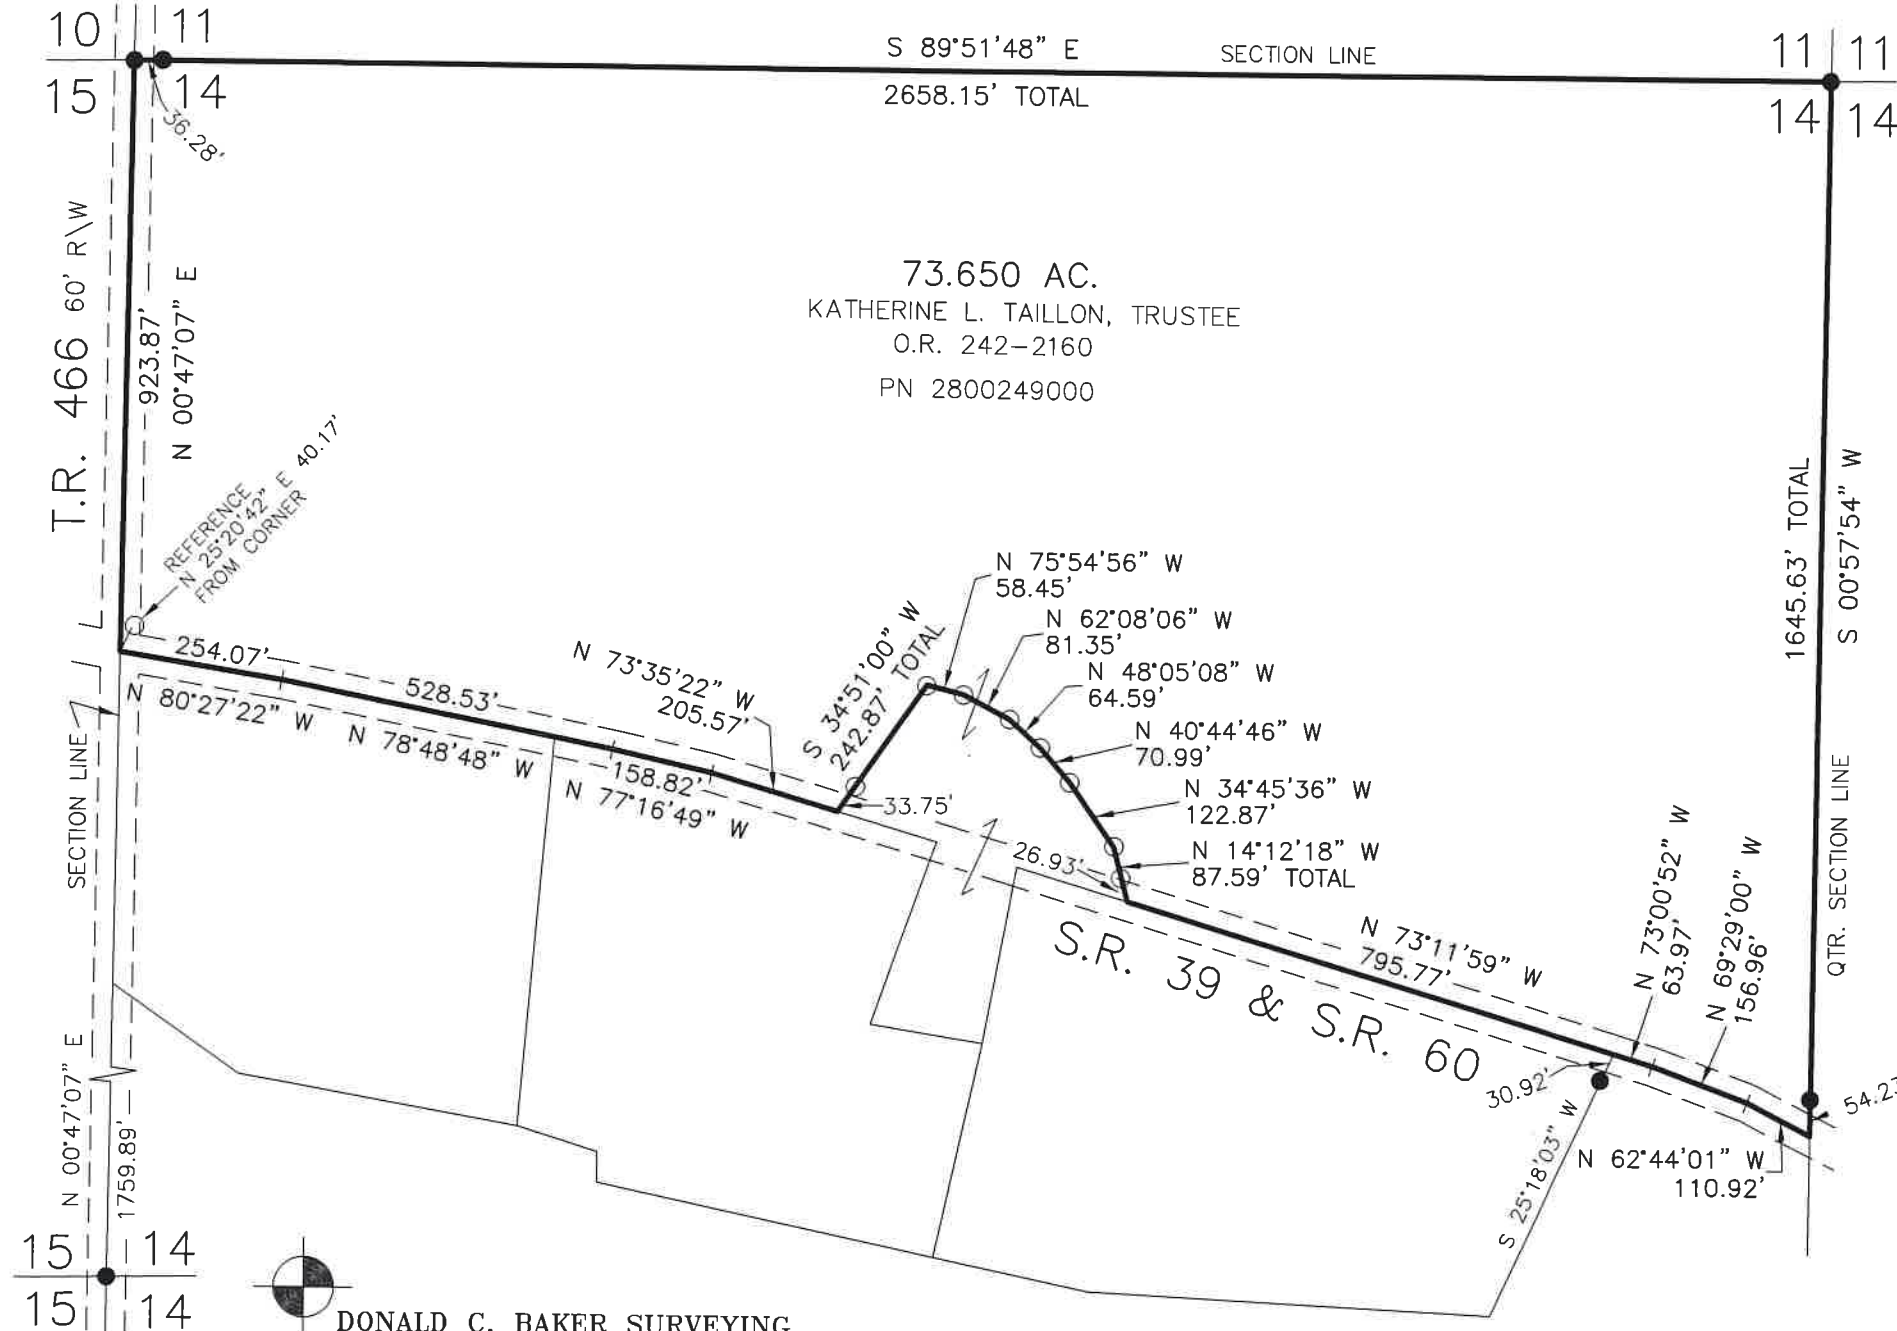 10 11
15 14
36.28'
S 89°51'48" E
SECTION LINE
2658.15' TOTAL
11 11
14 14
T.R. 466 60' R\W
923.87'
N 00°47'07" E
73.650 AC.
KATHERINE L. TAILLON, TRUSTEE
O.R. 242-2160
PN 2800249000
REFERENCE
N 25°20'42" E 40.17'
FROM CORNER
1645.63' TOTAL
S 00°57'54" W
QTR. SECTION LINE
254.07'
N 80°27'22" W
528.53'
N 78°48'48" W
158.82'
N 77°16'49" W
N 73°35'22" W
205.57'
S 34°51'00" W
242.87' TOTAL
33.75'
N 75°54'56" W
58.45'
N 62°08'06" W
81.35'
N 48°05'08" W
64.59'
N 40°44'46" W
70.99'
N 34°45'36" W
122.87'
N 14°12'18" W
87.59' TOTAL
26.93'
S.R. 39 & S.R. 60
N 73°11'59" W
795.77'
N 73°00'52" W
63.97'
N 69°29'00" W
156.96'
30.92'
54.23
N 62°44'01" W
110.92'
S 25°18'03" W
SECTION LINE
N 00°47'07" E
1759.89'
15 14
15 14
DONALD C. BAKER SURVEYING